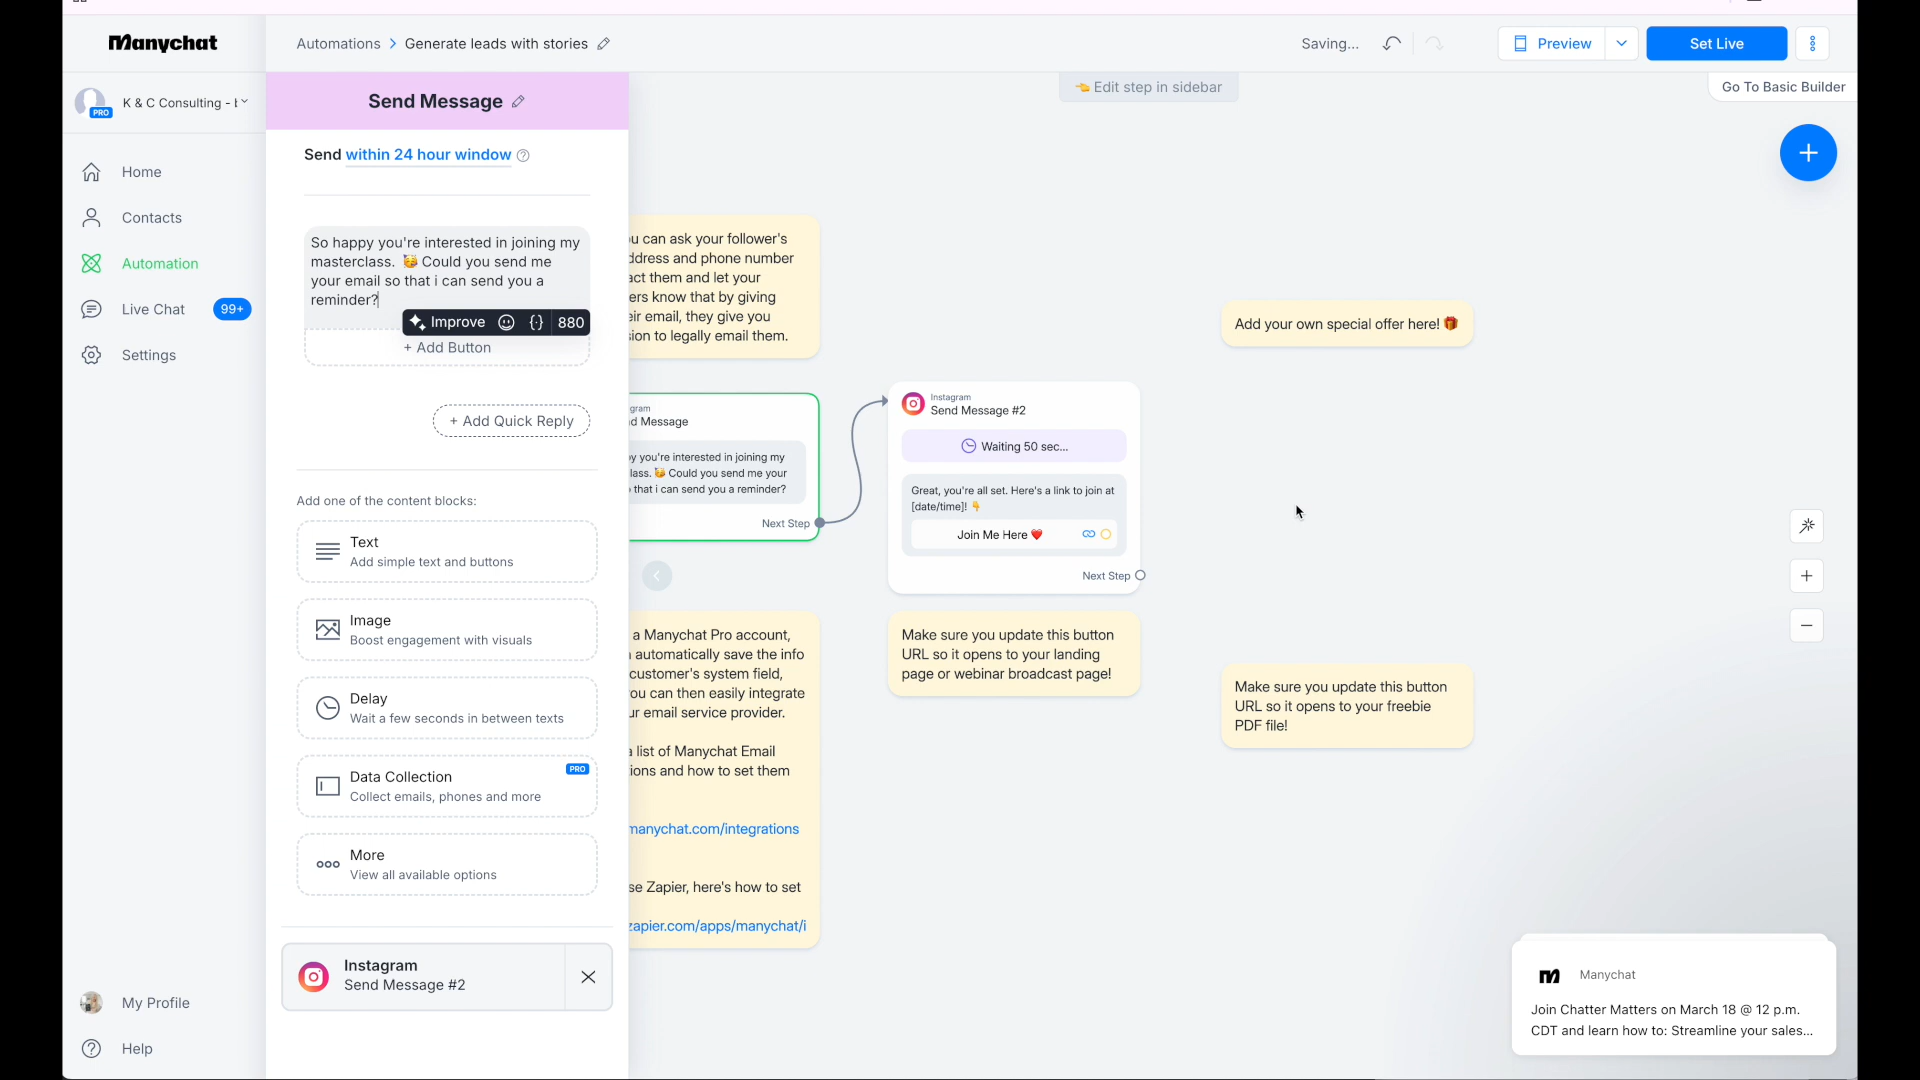 Manychat
Automations > Generate leads with stories
Saving...
Preview
Set Live
K & C Consulting -
PRO
Home
Contacts
Automation
Live Chat
99+
Settings
My Profile
Help
Send Message
Send within 24 hour window
So happy you're interested in joining my
masterclass. 🥳 Could you send me
your email so that i can send you a
reminder?
Improve
880
+ Add Button
+ Add Quick Reply
Add one of the content blocks:
Text
Add simple text and buttons
Image
Boost engagement with visuals
Delay
Wait a few seconds in between texts
Data Collection
PRO
Collect emails, phones and more
More
View all available options
Instagram
Send Message #2
👈 Edit step in sidebar
Go To Basic Builder
can ask your follower's
address and phone number
them and let your
know that by giving
email, they give you
to legally email them.
Message
you're interested in joining my
🥳 Could you send me your
that i can send you a reminder?
Next Step
a Manychat Pro account,
automatically save the info
customer's system field,
you can then easily integrate
email service provider.
a list of Manychat Email
and how to set them
manychat.com/integrations
Zapier, here's how to set
zapier.com/apps/manychat/i
Instagram
Send Message #2
Waiting 50 sec...
Great, you're all set. Here's a link to join at
[date/time]! 👇
Join Me Here ❤️
Next Step
Make sure you update this button
URL so it opens to your landing
page or webinar broadcast page!
Add your own special offer here! 🎁
Make sure you update this button
URL so it opens to your freebie
PDF file!
Manychat
Join Chatter Matters on March 18 @ 12 p.m.
CDT and learn how to: Streamline your sales...